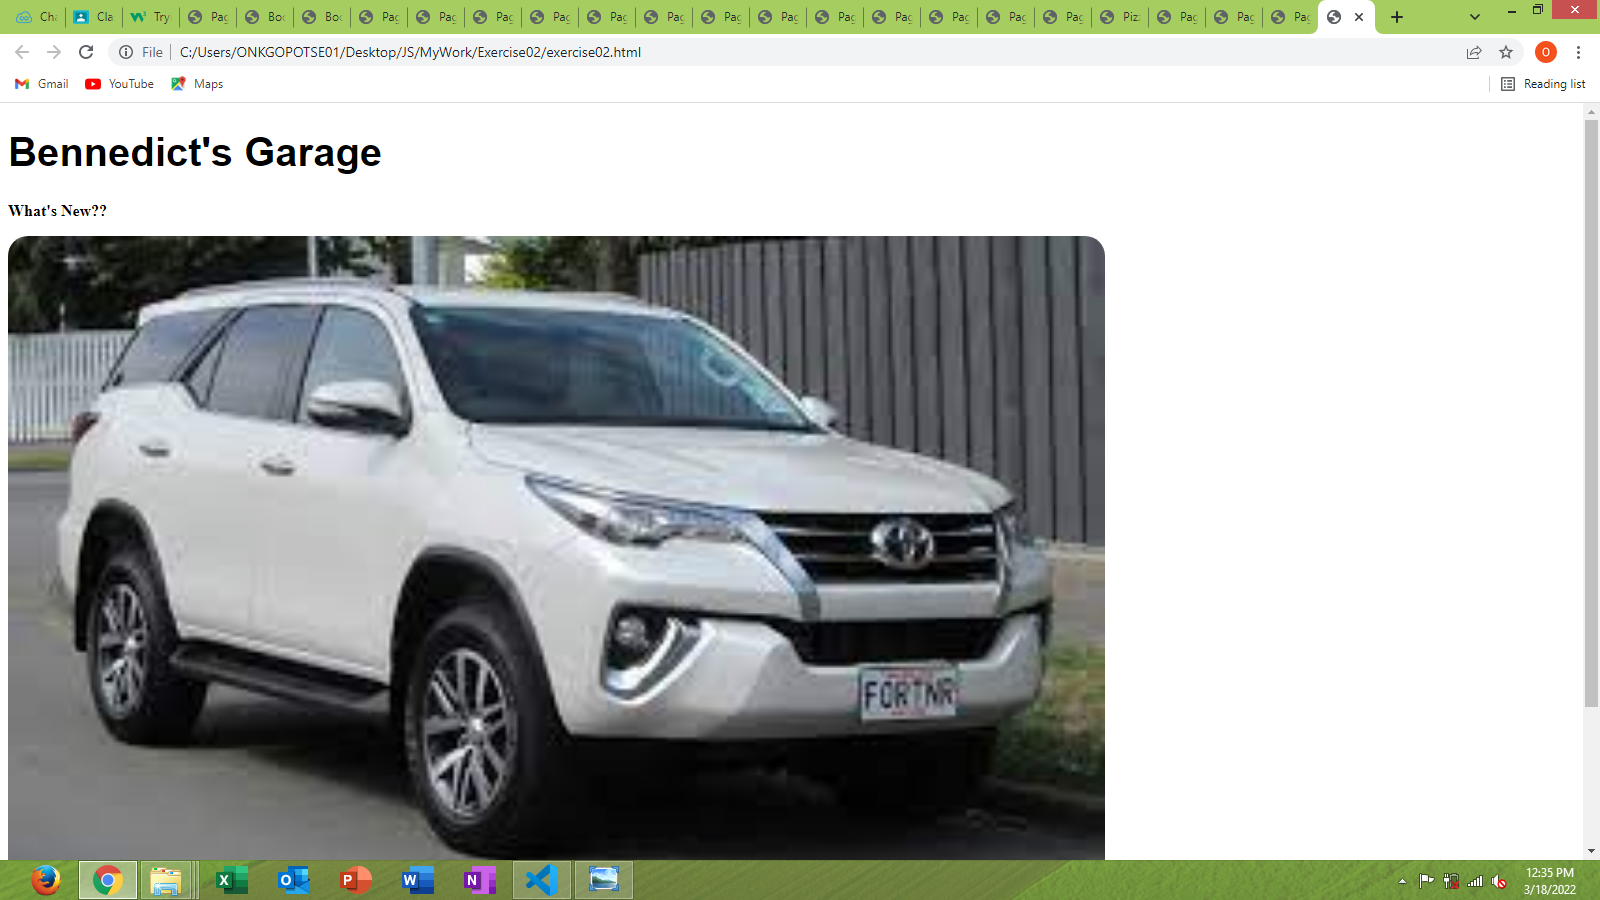 Cha Cla Try Pag Boo Boo Pag Pag Pag Pag Pag Pag Pag Pag Pag Pag Pag Pag Pag Pizz Pag Pag Pag
File C:/Users/ONKGOPOTSE01/Desktop/JS/MyWork/Exercise02/exercise02.html O
Gmail YouTube Maps Reading list
Bennedict's Garage
What's New??
FORTNR
12:35 PM
3/18/2022